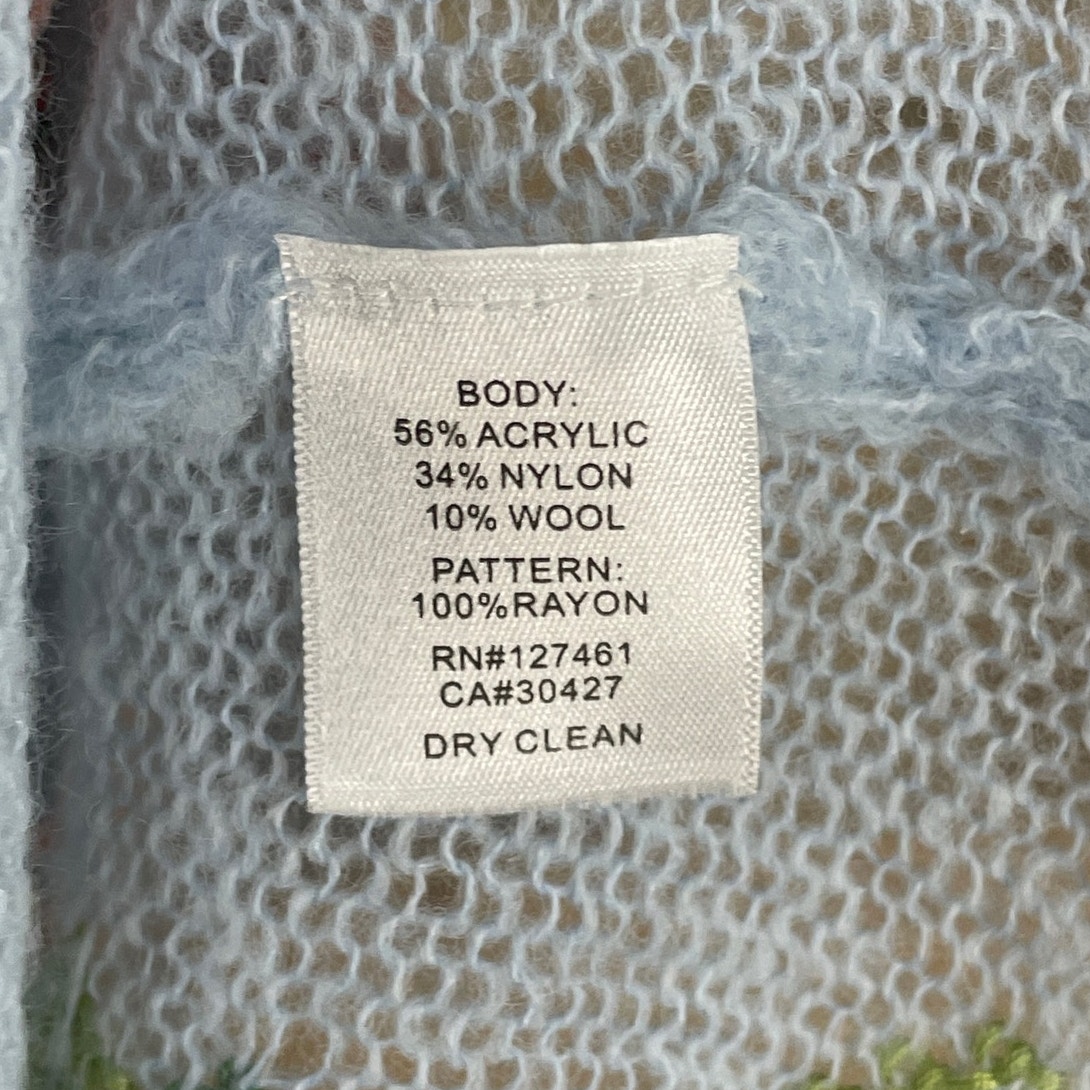 BODY:
56% ACRYLIC
34% NYLON
10% WOOL
PATTERN:
100%RAYON
RN#127461
CA#30427
DRY CLEAN